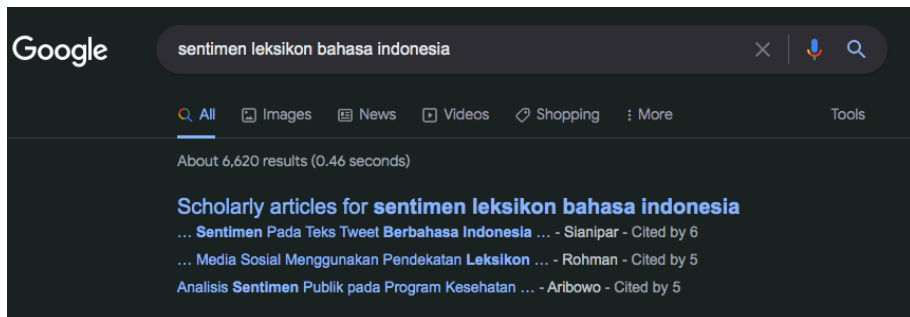 Google
sentimen leksikon bahasa indonesia
All Images News Videos Shopping More Tools
About 6,620 results (0.46 seconds)
Scholarly articles for sentimen leksikon bahasa indonesia
... Sentimen Pada Teks Tweet Berbahasa Indonesia ... - Sianipar - Cited by 6
... Media Sosial Menggunakan Pendekatan Leksikon ... - Rohman - Cited by 5
Analisis Sentimen Publik pada Program Kesehatan ... - Aribowo - Cited by 5